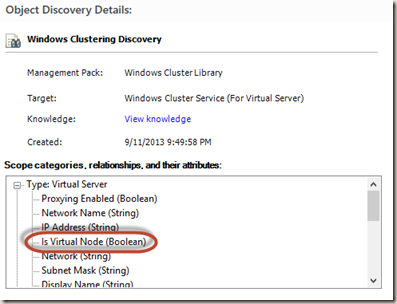 Object Discovery Details:
Windows Clustering Discovery
Management Pack: Windows Cluster Library
Target: Windows Cluster Service (For Virtual Server)
Knowledge: View knowledge
Created: 9/11/2013 9:49:58 PM
Scope categories, relationships, and their attributes:
Type: Virtual Server
Proxying Enabled (Boolean)
Network Name (String)
IP Address (String)
Is Virtual Node (Boolean)
Network (String)
Subnet Mask (String)
Display Name (String)